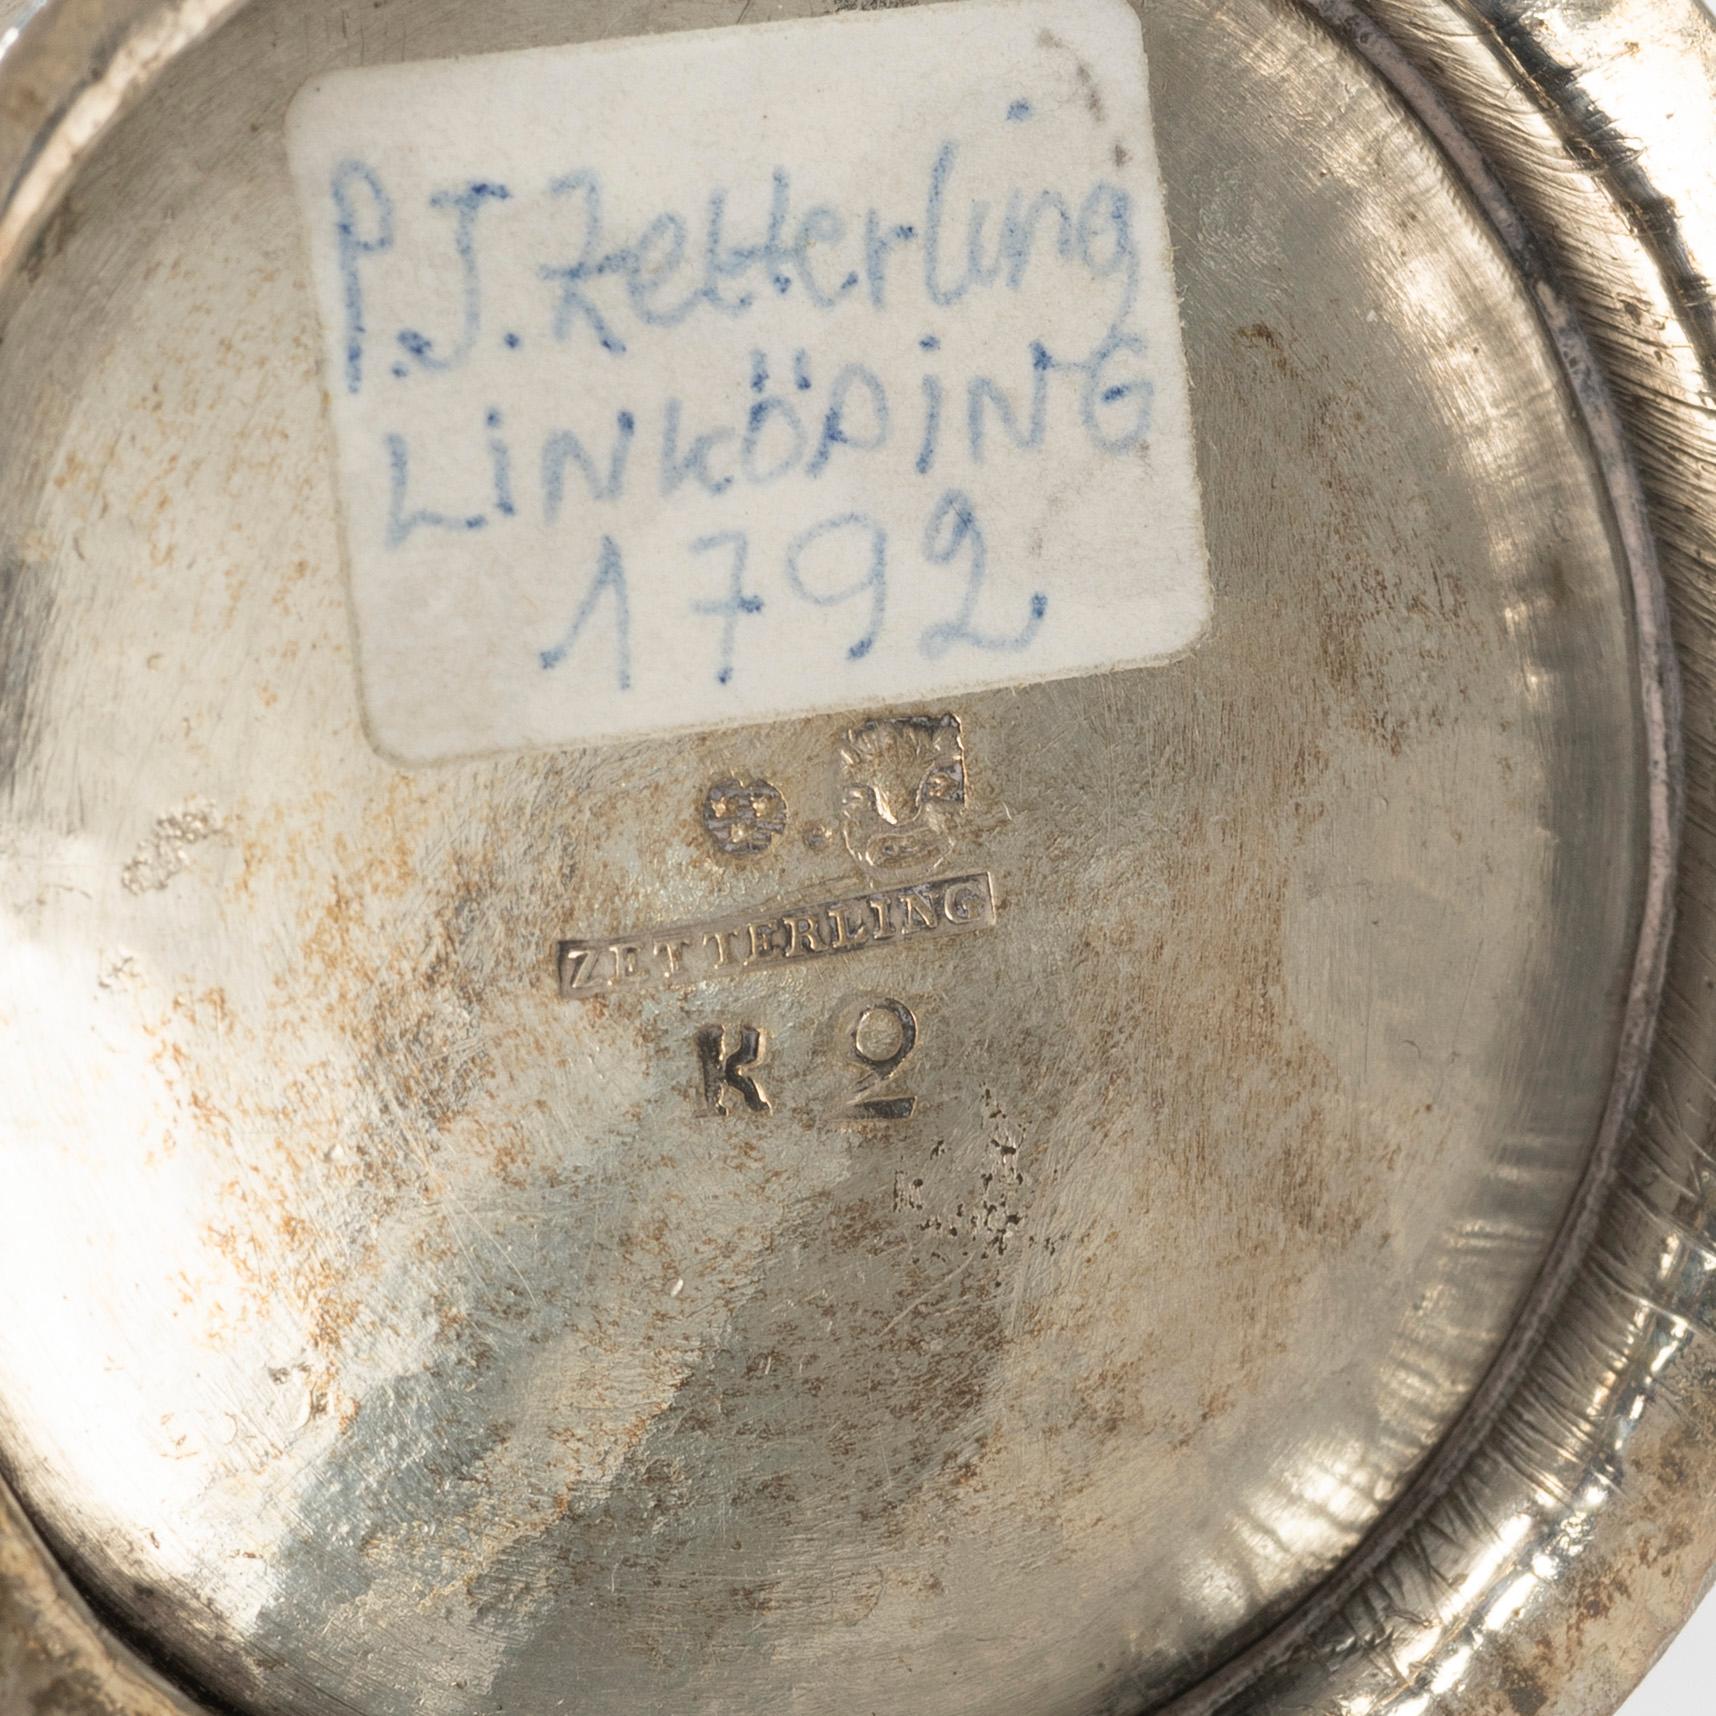 P.J. Zetterling
LINKÖPING
1792
ZETTERLING
K 2